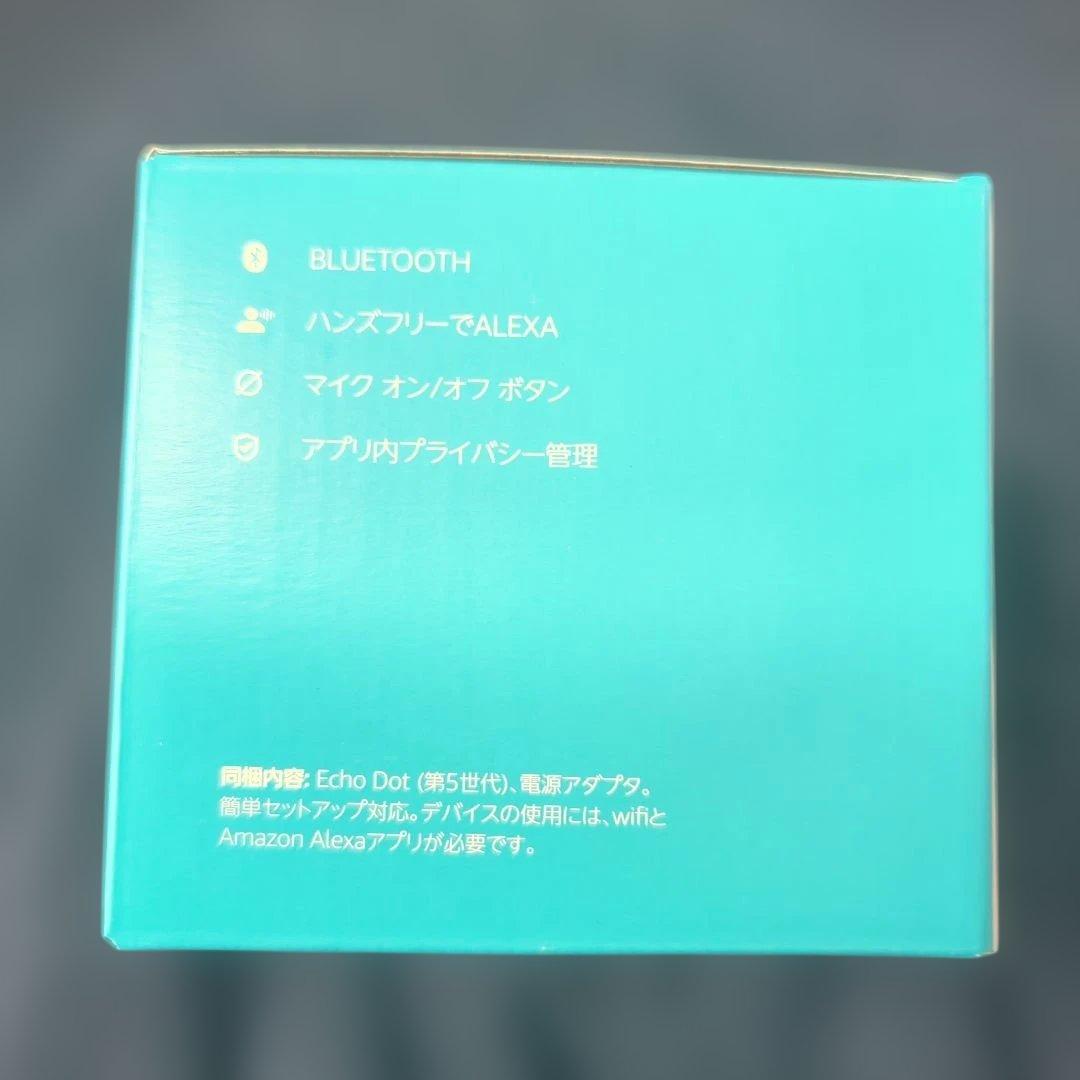 BLUETOOTH
ハンズフリーでALEXA
マイク オン/オフ ボタン
アプリ内プライバシー管理
同梱内容: Echo Dot (第5世代)、電源アダプタ。
簡単セットアップ対応。デバイスの使用には、wifiと
Amazon Alexaアプリが必要です。